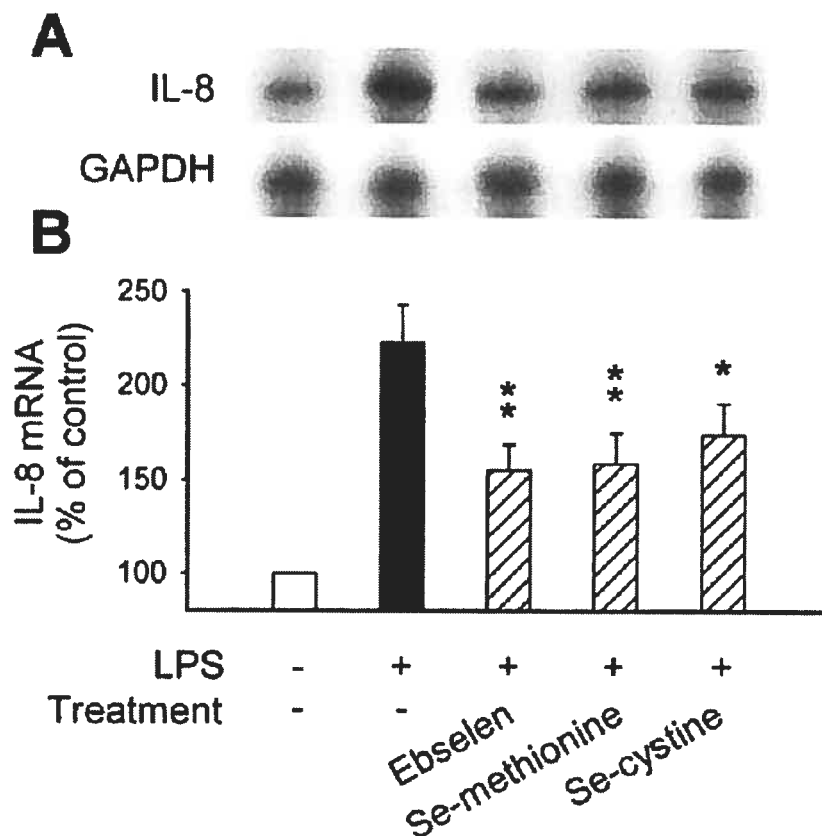 A
IL-8
GAPDH
B
IL-8 mRNA
(% of control)
250
200
150
100
** ** *
LPS - + + + +
Treatment - - Ebselen Se-methionine Se-cystine